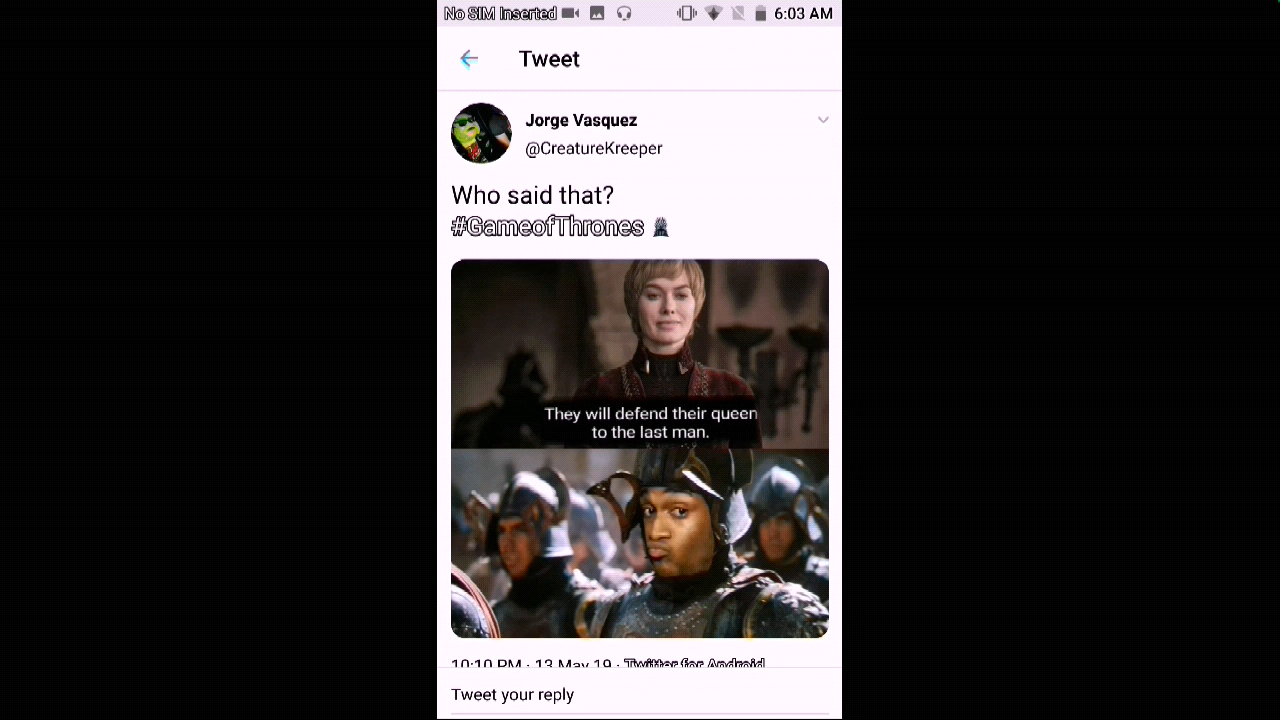 No SIM Inserted 6:03 AM
Tweet
Jorge Vasquez
@CreatureKreeper
Who said that?
#GameofThrones
They will defend their queen
to the last man.
10:10 PM · 13 May 19 · Twitter for Android
Tweet your reply